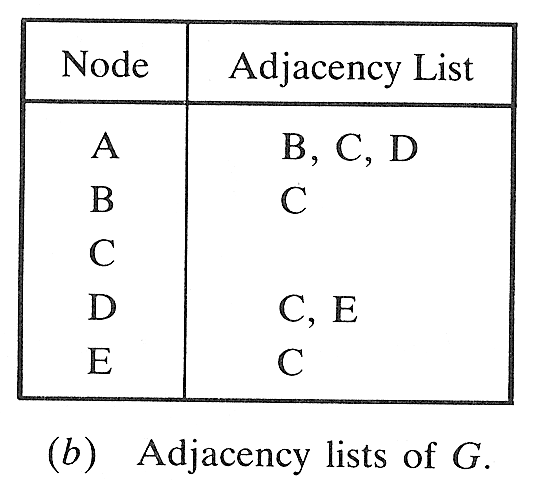 Node Adjacency List
A B, C, D
B C
C
D C, E
E C
(b) Adjacency lists of G.